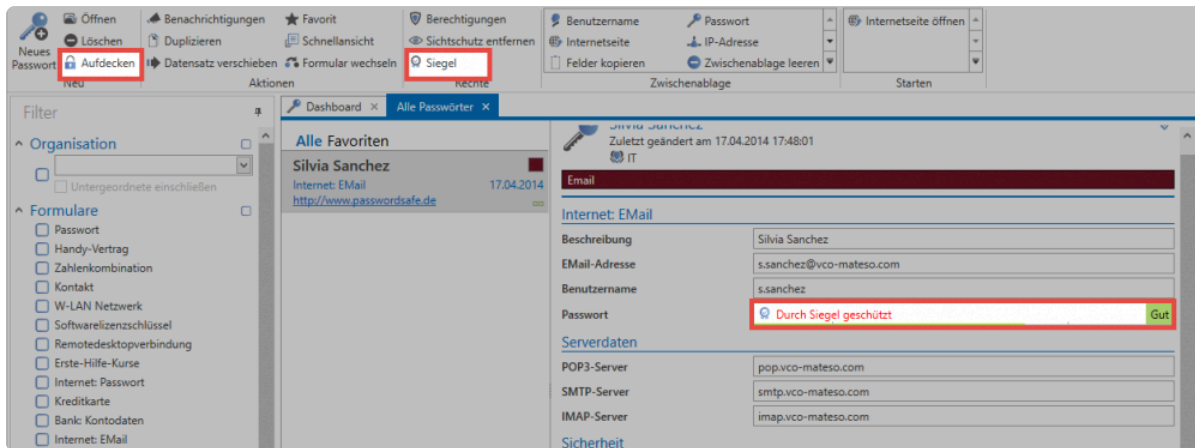 Neues Passwort
Öffnen
Löschen
Aufdecken
Neu
Benachrichtigungen
Duplizieren
Datensatz verschieben
Favorit
Schnellansicht
Formular wechseln
Aktionen
Berechtigungen
Sichtschutz entfernen
Siegel
Rechte
Benutzername
Internetseite
Felder kopieren
Passwort
IP-Adresse
Zwischenablage leeren
Zwischenablage
Internetseite öffnen
Starten
Filter
Organisation
Untergeordnete einschließen
Formulare
Passwort
Handy-Vertrag
Zahlenkombination
Kontakt
W-LAN Netzwerk
Softwarelizenzschlüssel
Remotedesktopverbindung
Erste-Hilfe-Kurse
Internet: Passwort
Kreditkarte
Bank: Kontodaten
Internet: EMail
Dashboard
Alle Passwörter
Alle Favoriten
Silvia Sanchez
Internet: EMail 17.04.2014
http://www.passwordsafe.de
Silvia Sanchez
Zuletzt geändert am 17.04.2014 17:48:01
IT
Email
Internet: EMail
Beschreibung Silvia Sanchez
EMail-Adresse s.sanchez@vco-mateso.com
Benutzername s.sanchez
Passwort Durch Siegel geschützt Gut
Serverdaten
POP3-Server pop.vco-mateso.com
SMTP-Server smtp.vco-mateso.com
IMAP-Server imap.vco-mateso.com
Sicherheit